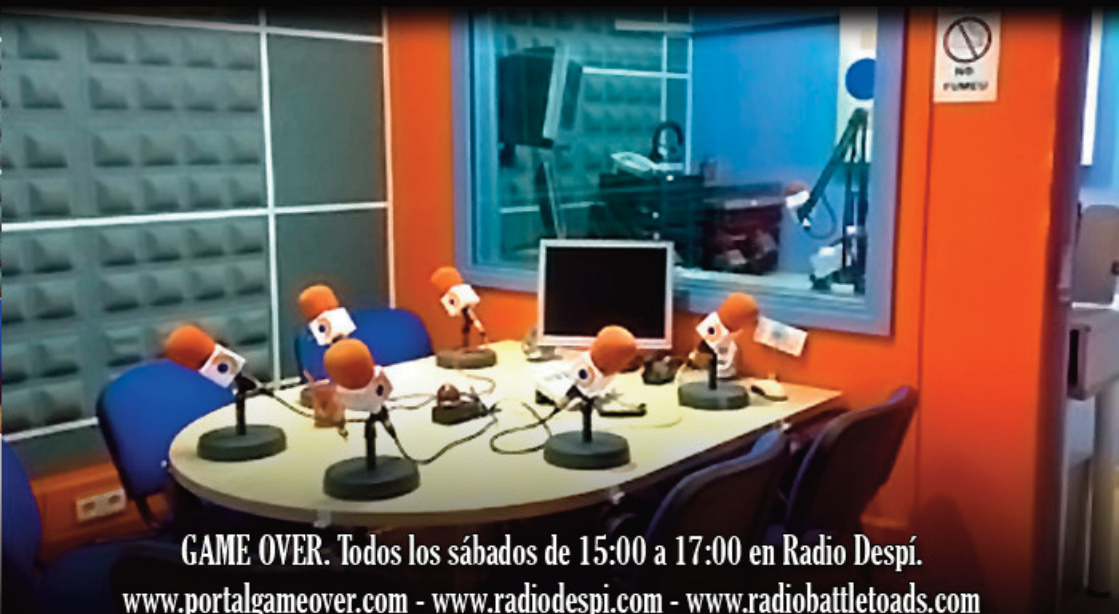 NO
FUMEU
GAME OVER. Todos los sábados de 15:00 a 17:00 en Radio Despí.
www.portalgameover.com - www.radiodespi.com - www.radiobattletoads.com